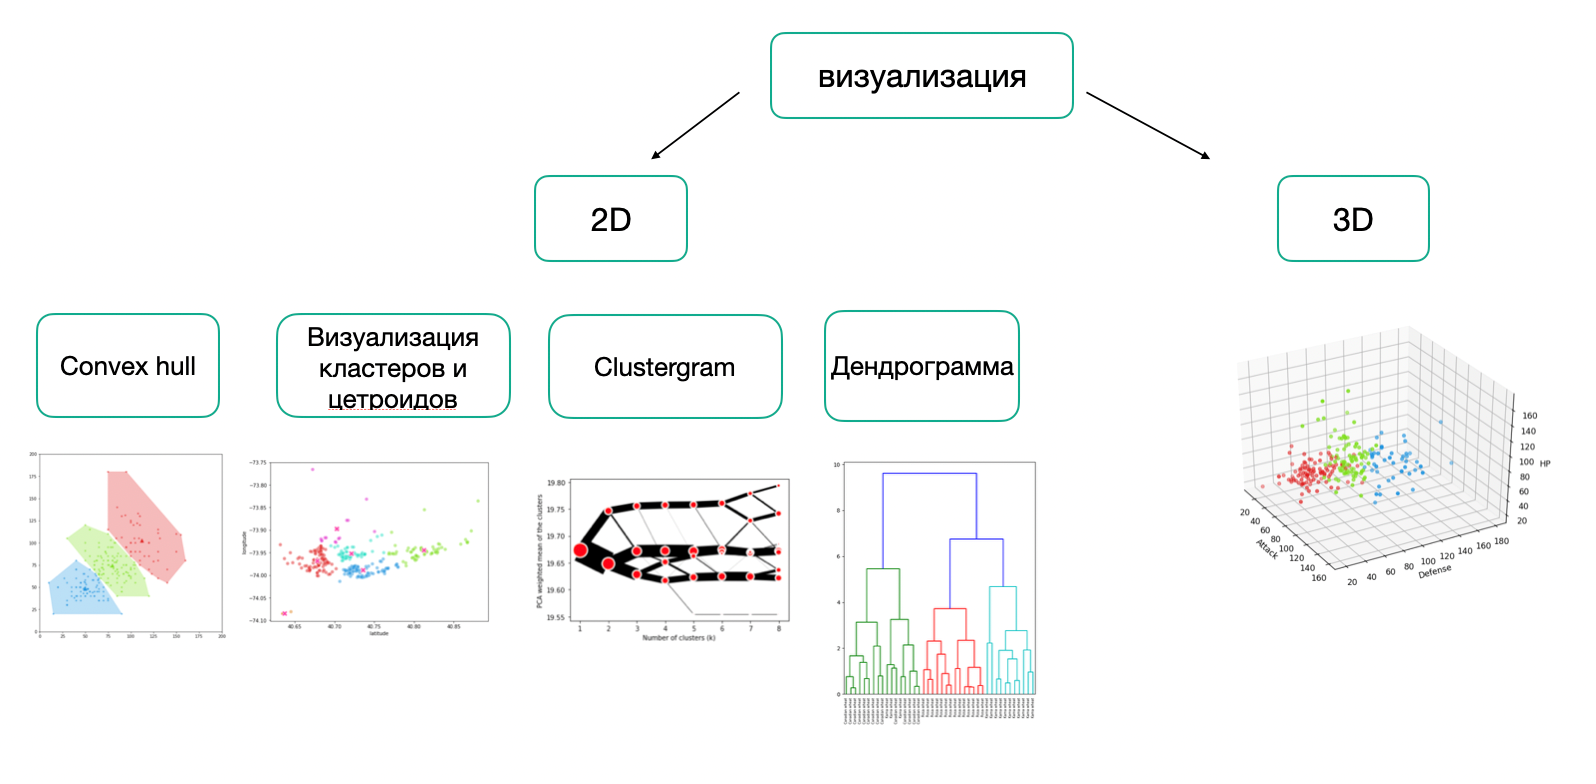 визуализация
2D
3D
Convex hull
Визуализация
кластеров и
цетроидов
Clustergram
Дендрограмма
200
175
150
125
100
75
50
25
0
0 25 50 75 100 125 150 175 200
−73.75
−73.80
−73.85
−73.90
−73.95
−74.00
−74.05
−74.10
longitude
40.65 40.70 40.75 40.80 40.85
latitude
19.80
19.75
19.70
19.65
19.60
19.55
PCA weighted mean of the clusters
1 2 3 4 5 6 7 8
Number of clusters (k)
10
8
6
4
2
0
160
140
120
100
80
60
40
20
HP
20
40
60
80
100
120
140
160
Attack
20 40 60 80 100 120 140 160 180
Defense